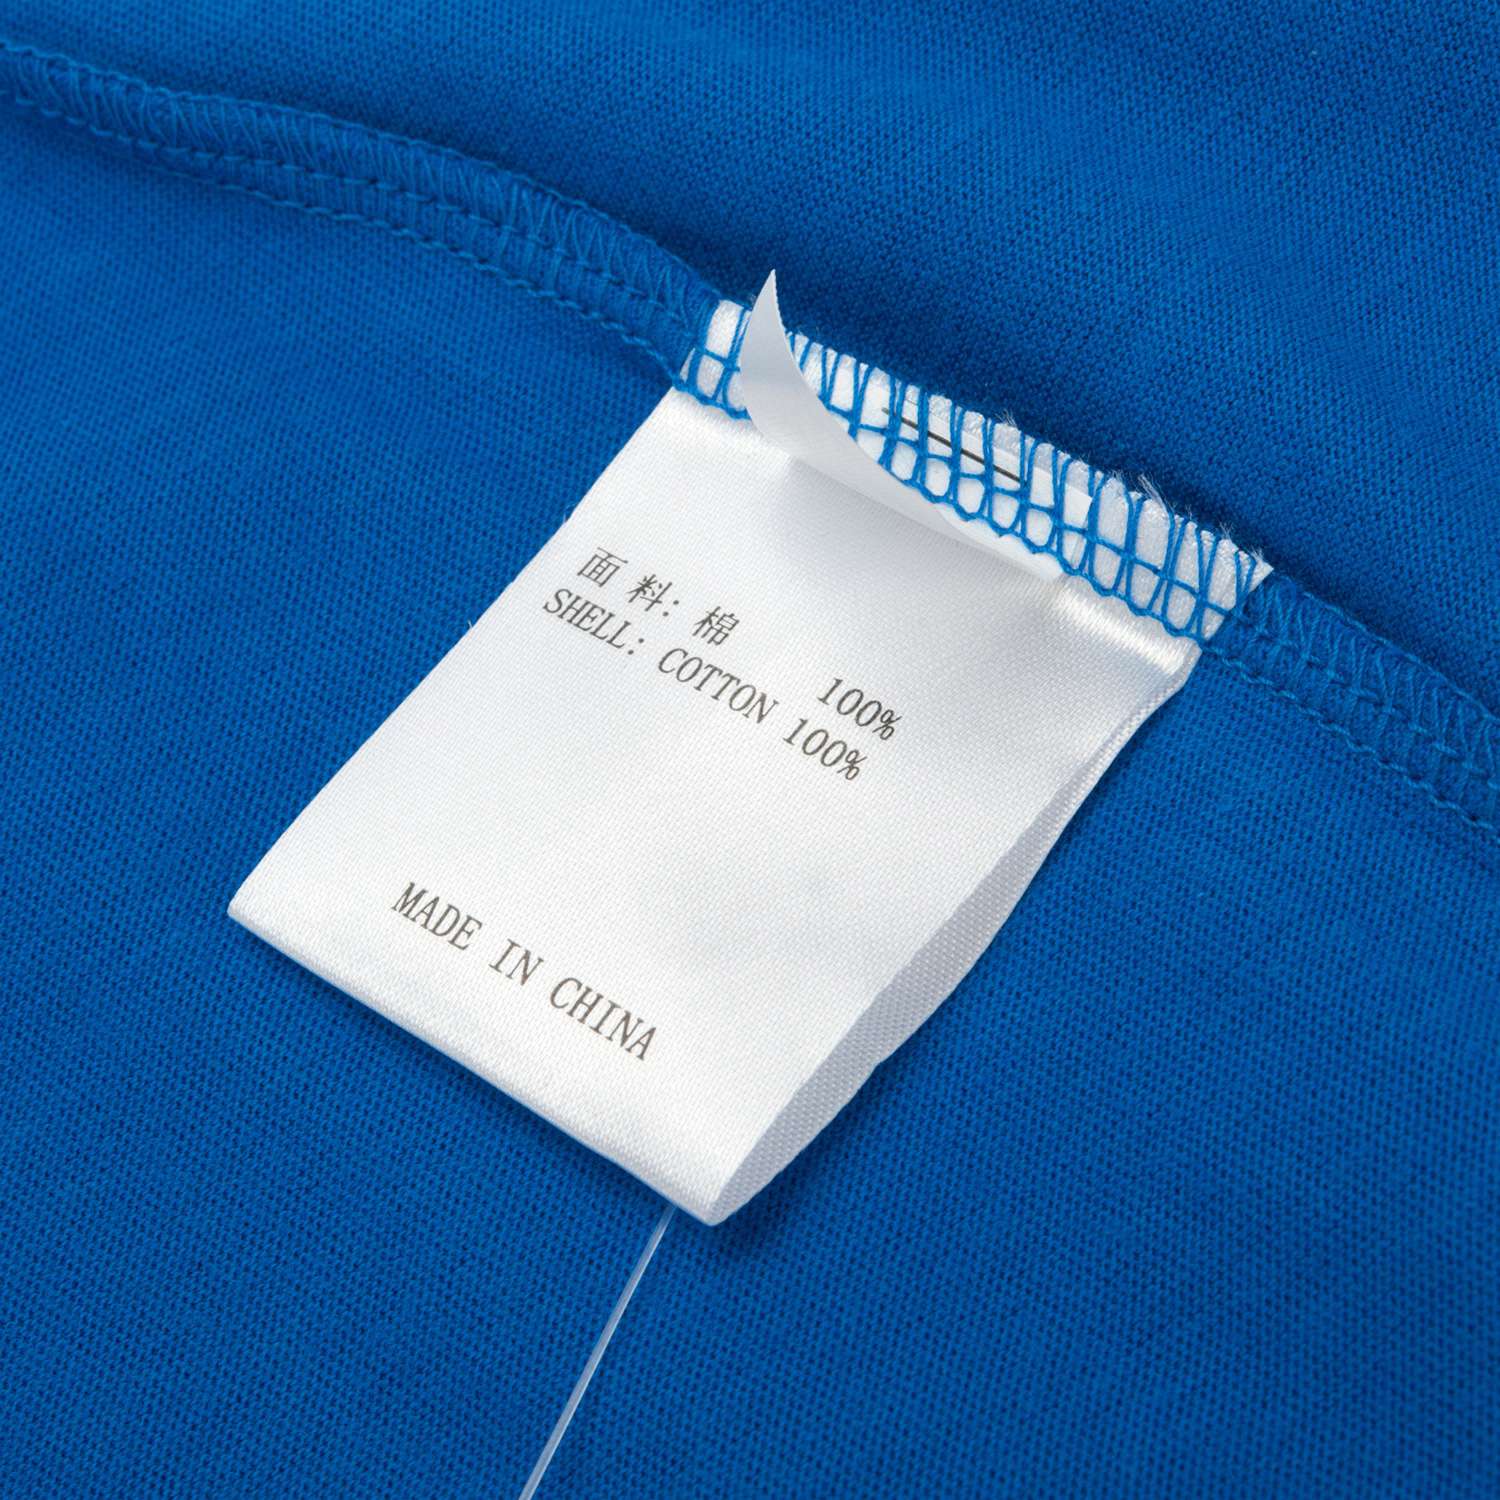 面 料: 棉 100%
SHELL: COTTON 100%
MADE IN CHINA